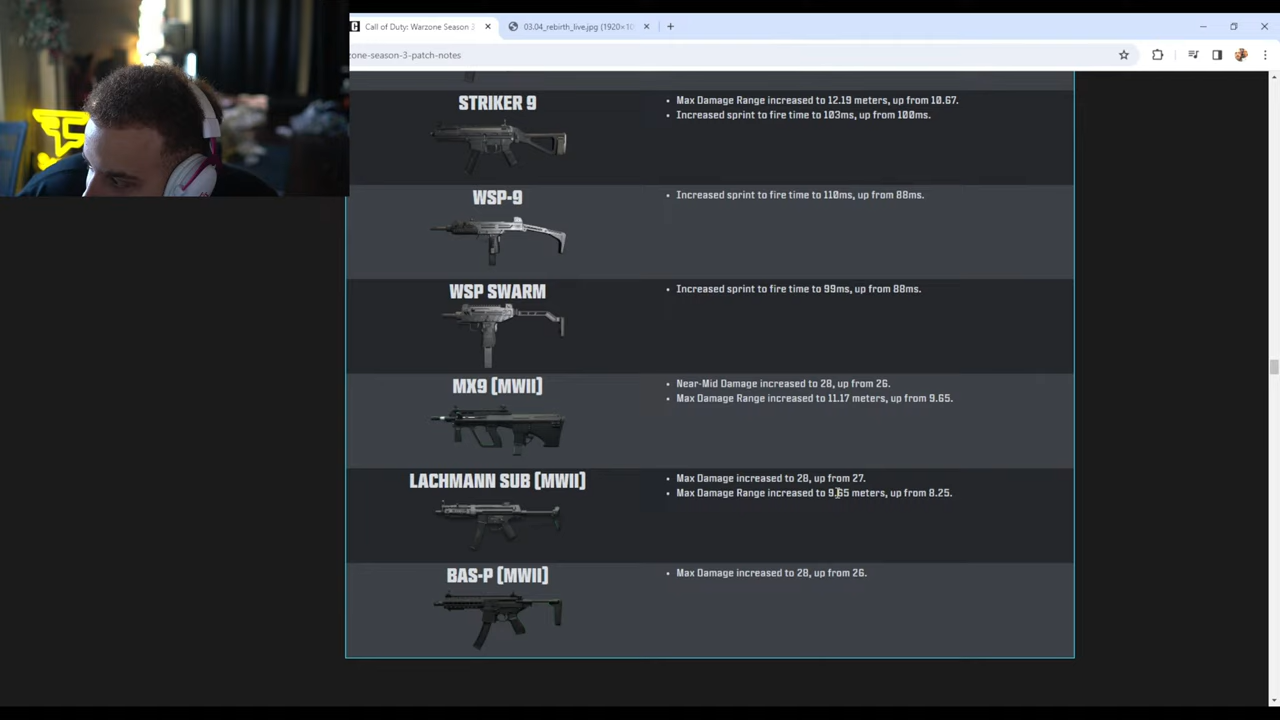 Call of Duty: Warzone Season 3
03.04_rebirth_live.jpg (1920×10
zone-season-3-patch-notes
STRIKER 9
• Max Damage Range increased to 12.19 meters, up from 10.67.
• Increased sprint to fire time to 103ms, up from 100ms.
WSP-9
• Increased sprint to fire time to 110ms, up from 88ms.
WSP SWARM
• Increased sprint to fire time to 99ms, up from 88ms.
MX9 (MWII)
• Near-Mid Damage increased to 28, up from 26.
• Max Damage Range increased to 11.17 meters, up from 9.65.
LACHMANN SUB (MWII)
• Max Damage increased to 28, up from 27.
• Max Damage Range increased to 9.65 meters, up from 8.25.
BAS-P (MWII)
• Max Damage increased to 28, up from 26.